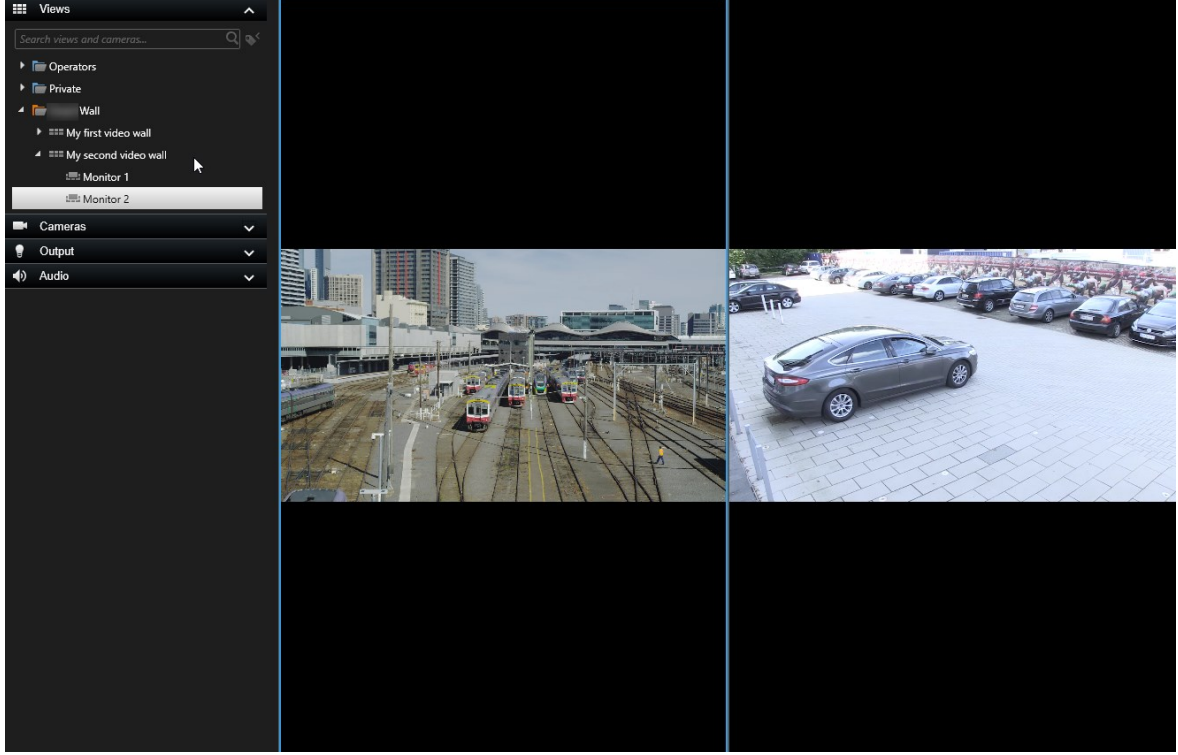 Views
Search views and cameras...
Operators
Private
Wall
My first video wall
My second video wall
Monitor 1
Monitor 2
Cameras
Output
Audio